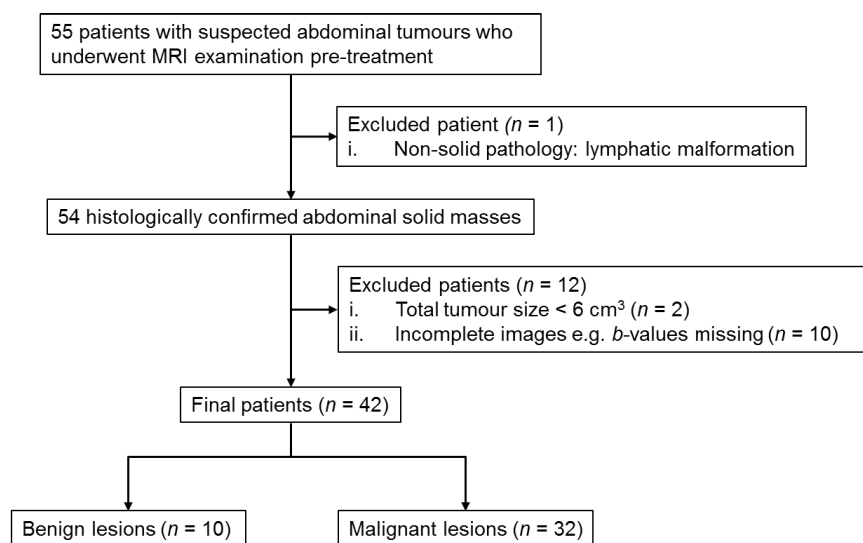 55 patients with suspected abdominal tumours who
underwent MRI examination pre-treatment
Excluded patient (n = 1)
i. Non-solid pathology: lymphatic malformation
54 histologically confirmed abdominal solid masses
Excluded patients (n = 12)
i. Total tumour size < 6 cm³ (n = 2)
ii. Incomplete images e.g. b-values missing (n = 10)
Final patients (n = 42)
Benign lesions (n = 10)
Malignant lesions (n = 32)